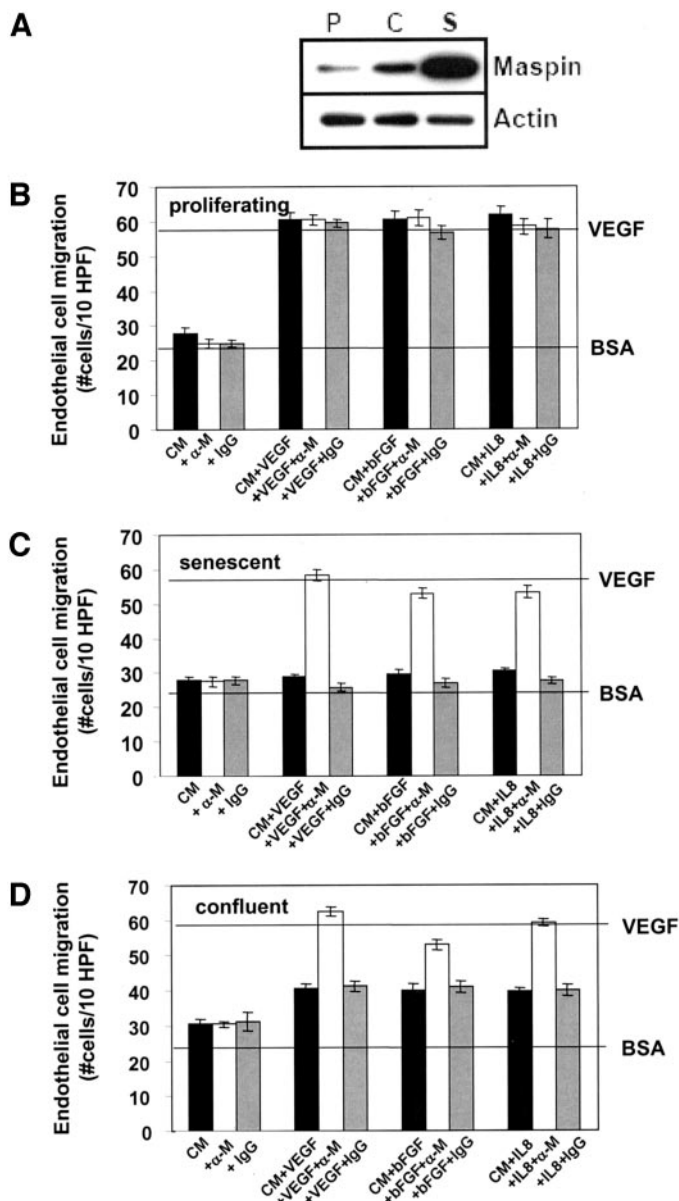 A
P C S
Maspin
Actin
B
70
60
50
40
30
20
10
0
Endothelial cell migration
(#cells/10 HPF)
proliferating
VEGF
BSA
CM
+ α-M
+ IgG
CM+VEGF
+VEGF+α-M
+VEGF+IgG
CM+bFGF
+bFGF+α-M
+bFGF+IgG
CM+IL8
+IL8+α-M
+IL8+IgG
C
70
60
50
40
30
20
10
0
Endothelial cell migration
(#cells/10 HPF)
senescent
VEGF
BSA
CM
+ α-M
+ IgG
CM+VEGF
+VEGF+α-M
+VEGF+IgG
CM+bFGF
+bFGF+α-M
+bFGF+IgG
CM+IL8
+IL8+α-M
+IL8+IgG
D
70
60
50
40
30
20
10
0
Endothelial cell migration
(#cells/10 HPF)
confluent
VEGF
BSA
CM
+α-M
+ IgG
CM+VEGF
+VEGF+α-M
+VEGF+IgG
CM+bFGF
+bFGF+α-M
+bFGF+IgG
CM+IL8
+IL8+α-M
+IL8+IgG